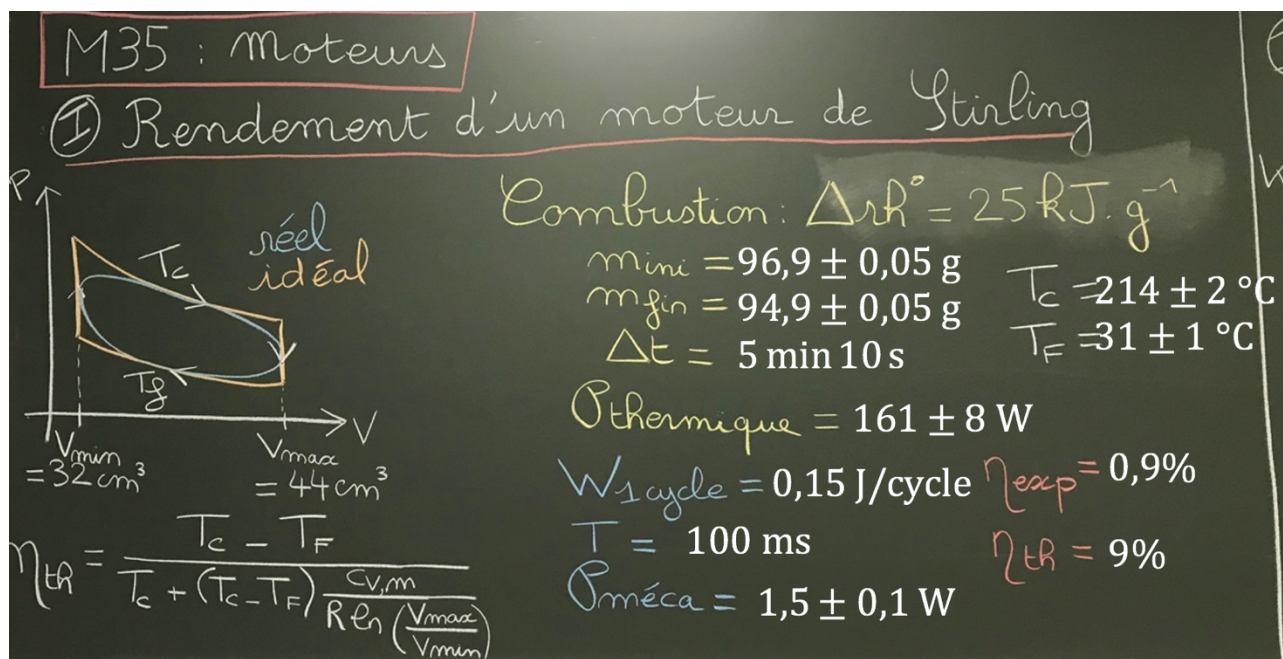 M35 : Moteurs
① Rendement d'un moteur de Stirling
P
réel
idéal
Tc
Tf
V
Vmin
= 32 cm³
Vmax
= 44 cm³
ηth = (Tc - TF) / (Tc + (Tc - TF) Cv,m / (R ln (Vmax / Vmin)))
Combustion : Δrh° = 25 kJ.g⁻¹
mini = 96,9 ± 0,05 g
mfin = 94,9 ± 0,05 g
Δt = 5 min 10 s
Tc = 214 ± 2 °C
TF = 31 ± 1 °C
Pthermique = 161 ± 8 W
W1cycle = 0,15 J/cycle
T = 100 ms
Pméca = 1,5 ± 0,1 W
ηexp = 0,9%
ηth = 9%